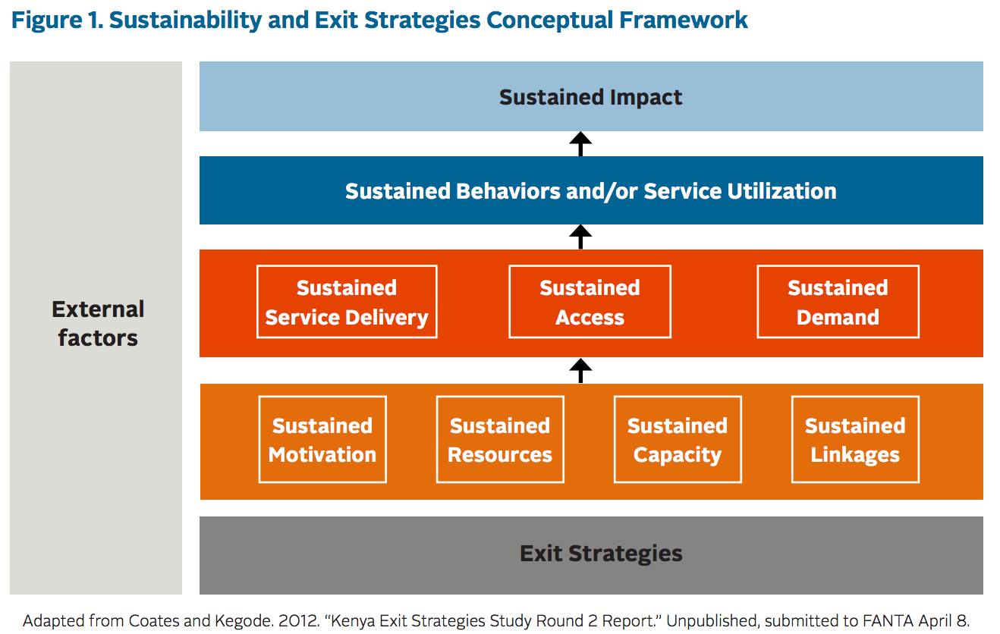 Figure 1. Sustainability and Exit Strategies Conceptual Framework
External
factors
Sustained Impact
Sustained Behaviors and/or Service Utilization
Sustained
Service Delivery
Sustained
Access
Sustained
Demand
Sustained
Motivation
Sustained
Resources
Sustained
Capacity
Sustained
Linkages
Exit Strategies
Adapted from Coates and Kegode. 2012. “Kenya Exit Strategies Study Round 2 Report.” Unpublished, submitted to FANTA April 8.